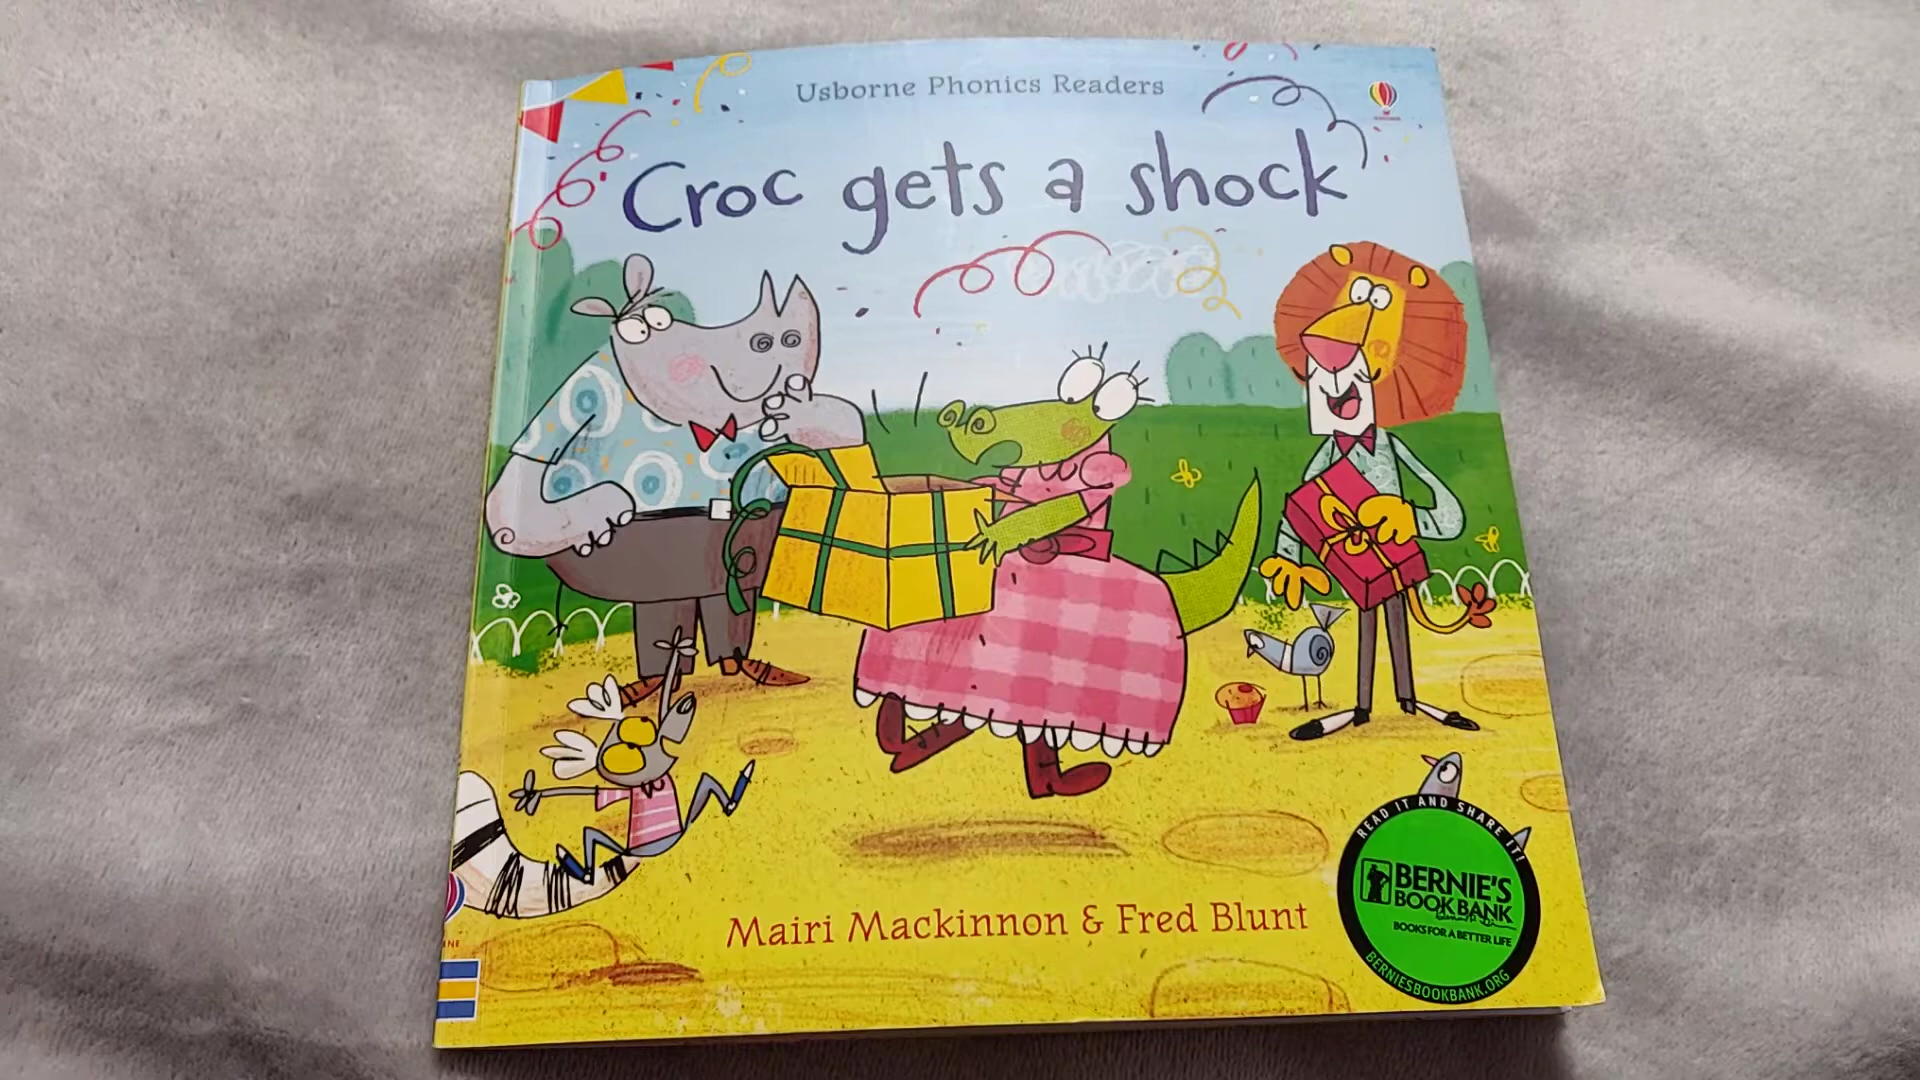 Usborne Phonics Readers
Croc gets a shock
Mairi Mackinnon & Fred Blunt
READ IT AND SHARE IT!
BERNIE'S
BOOK BANK
BOOKS FOR A BETTER LIFE
BERNIESBOOKBANK.ORG